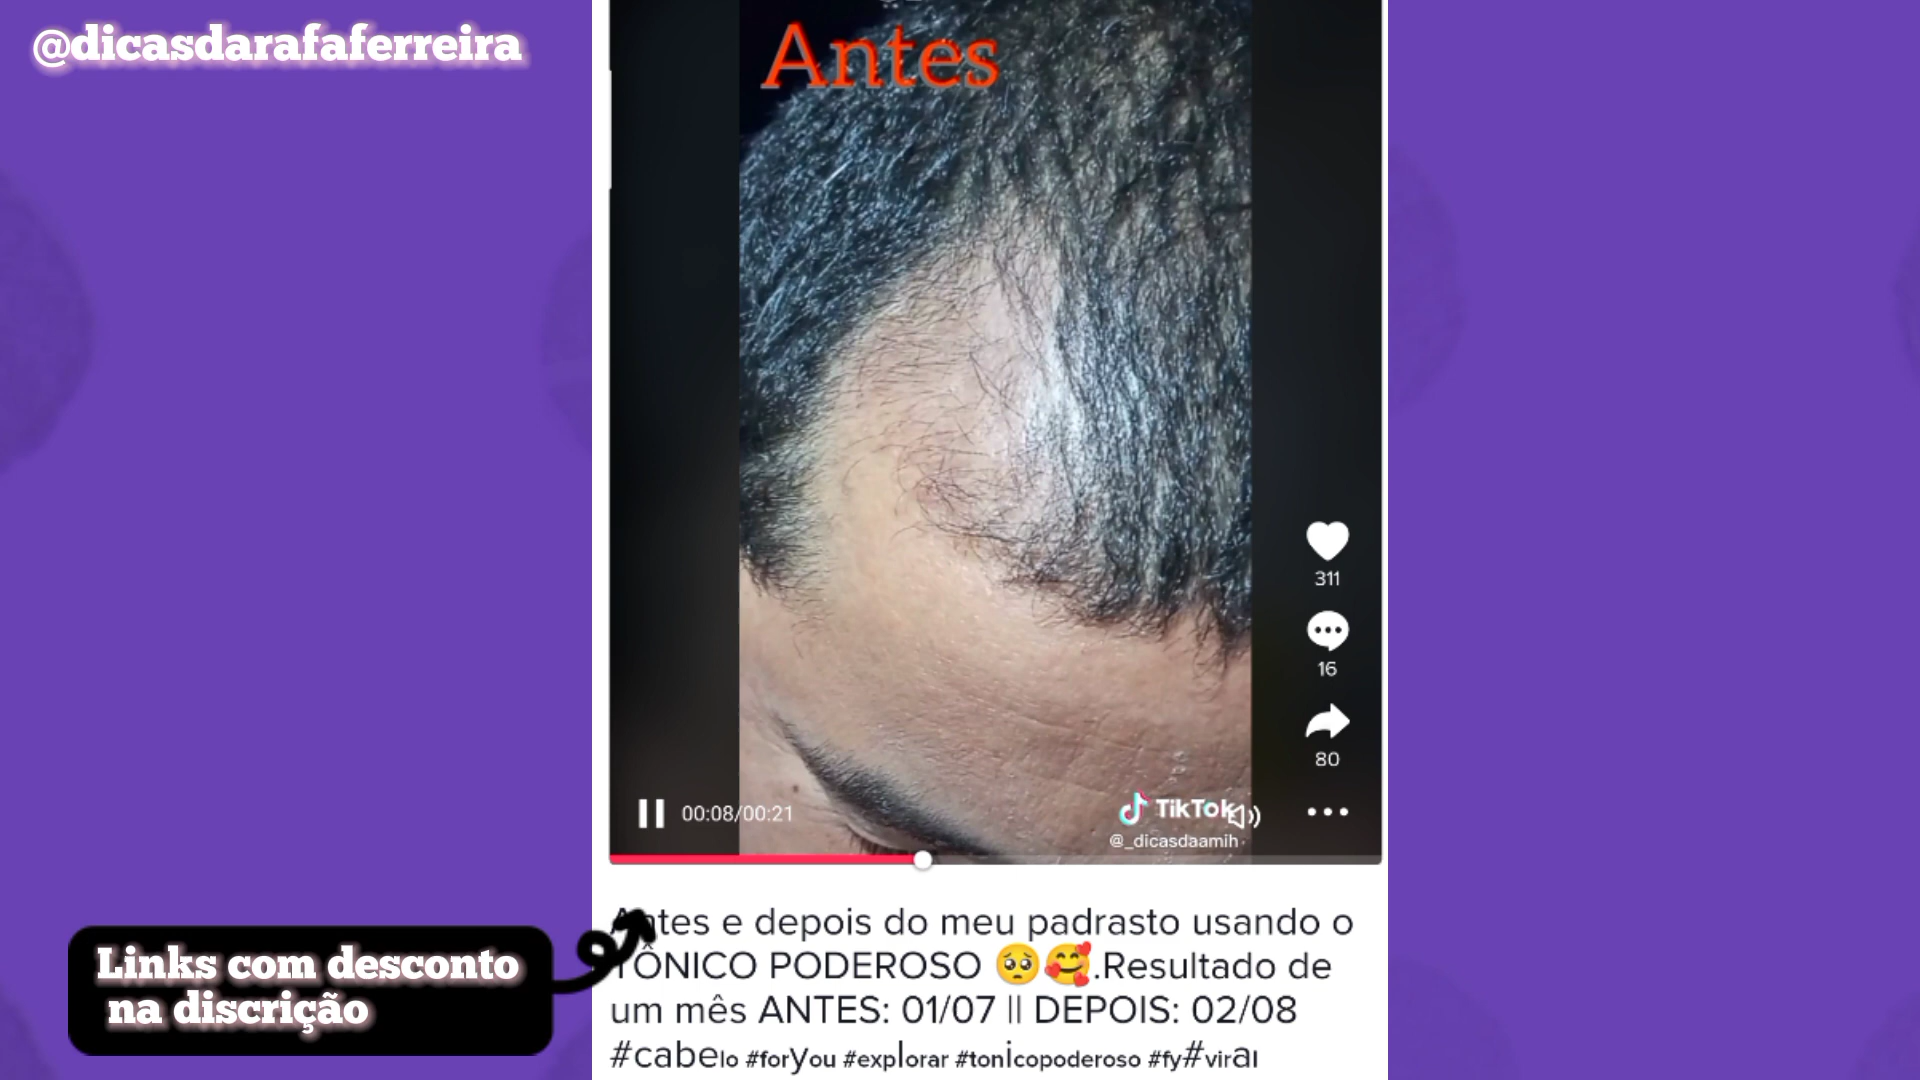 @dicasdarafaferreira
Antes
311
16
80
00:08/00:21
TikTok
@_dicasdaamih
Antes e depois do meu padrasto usando o
TÔNICO PODEROSO 🥺🥰.Resultado de
um mês ANTES: 01/07 || DEPOIS: 02/08
#cabelo #foryou #explorar #tonicopoderoso #fy#viral
Links com desconto
na discrição